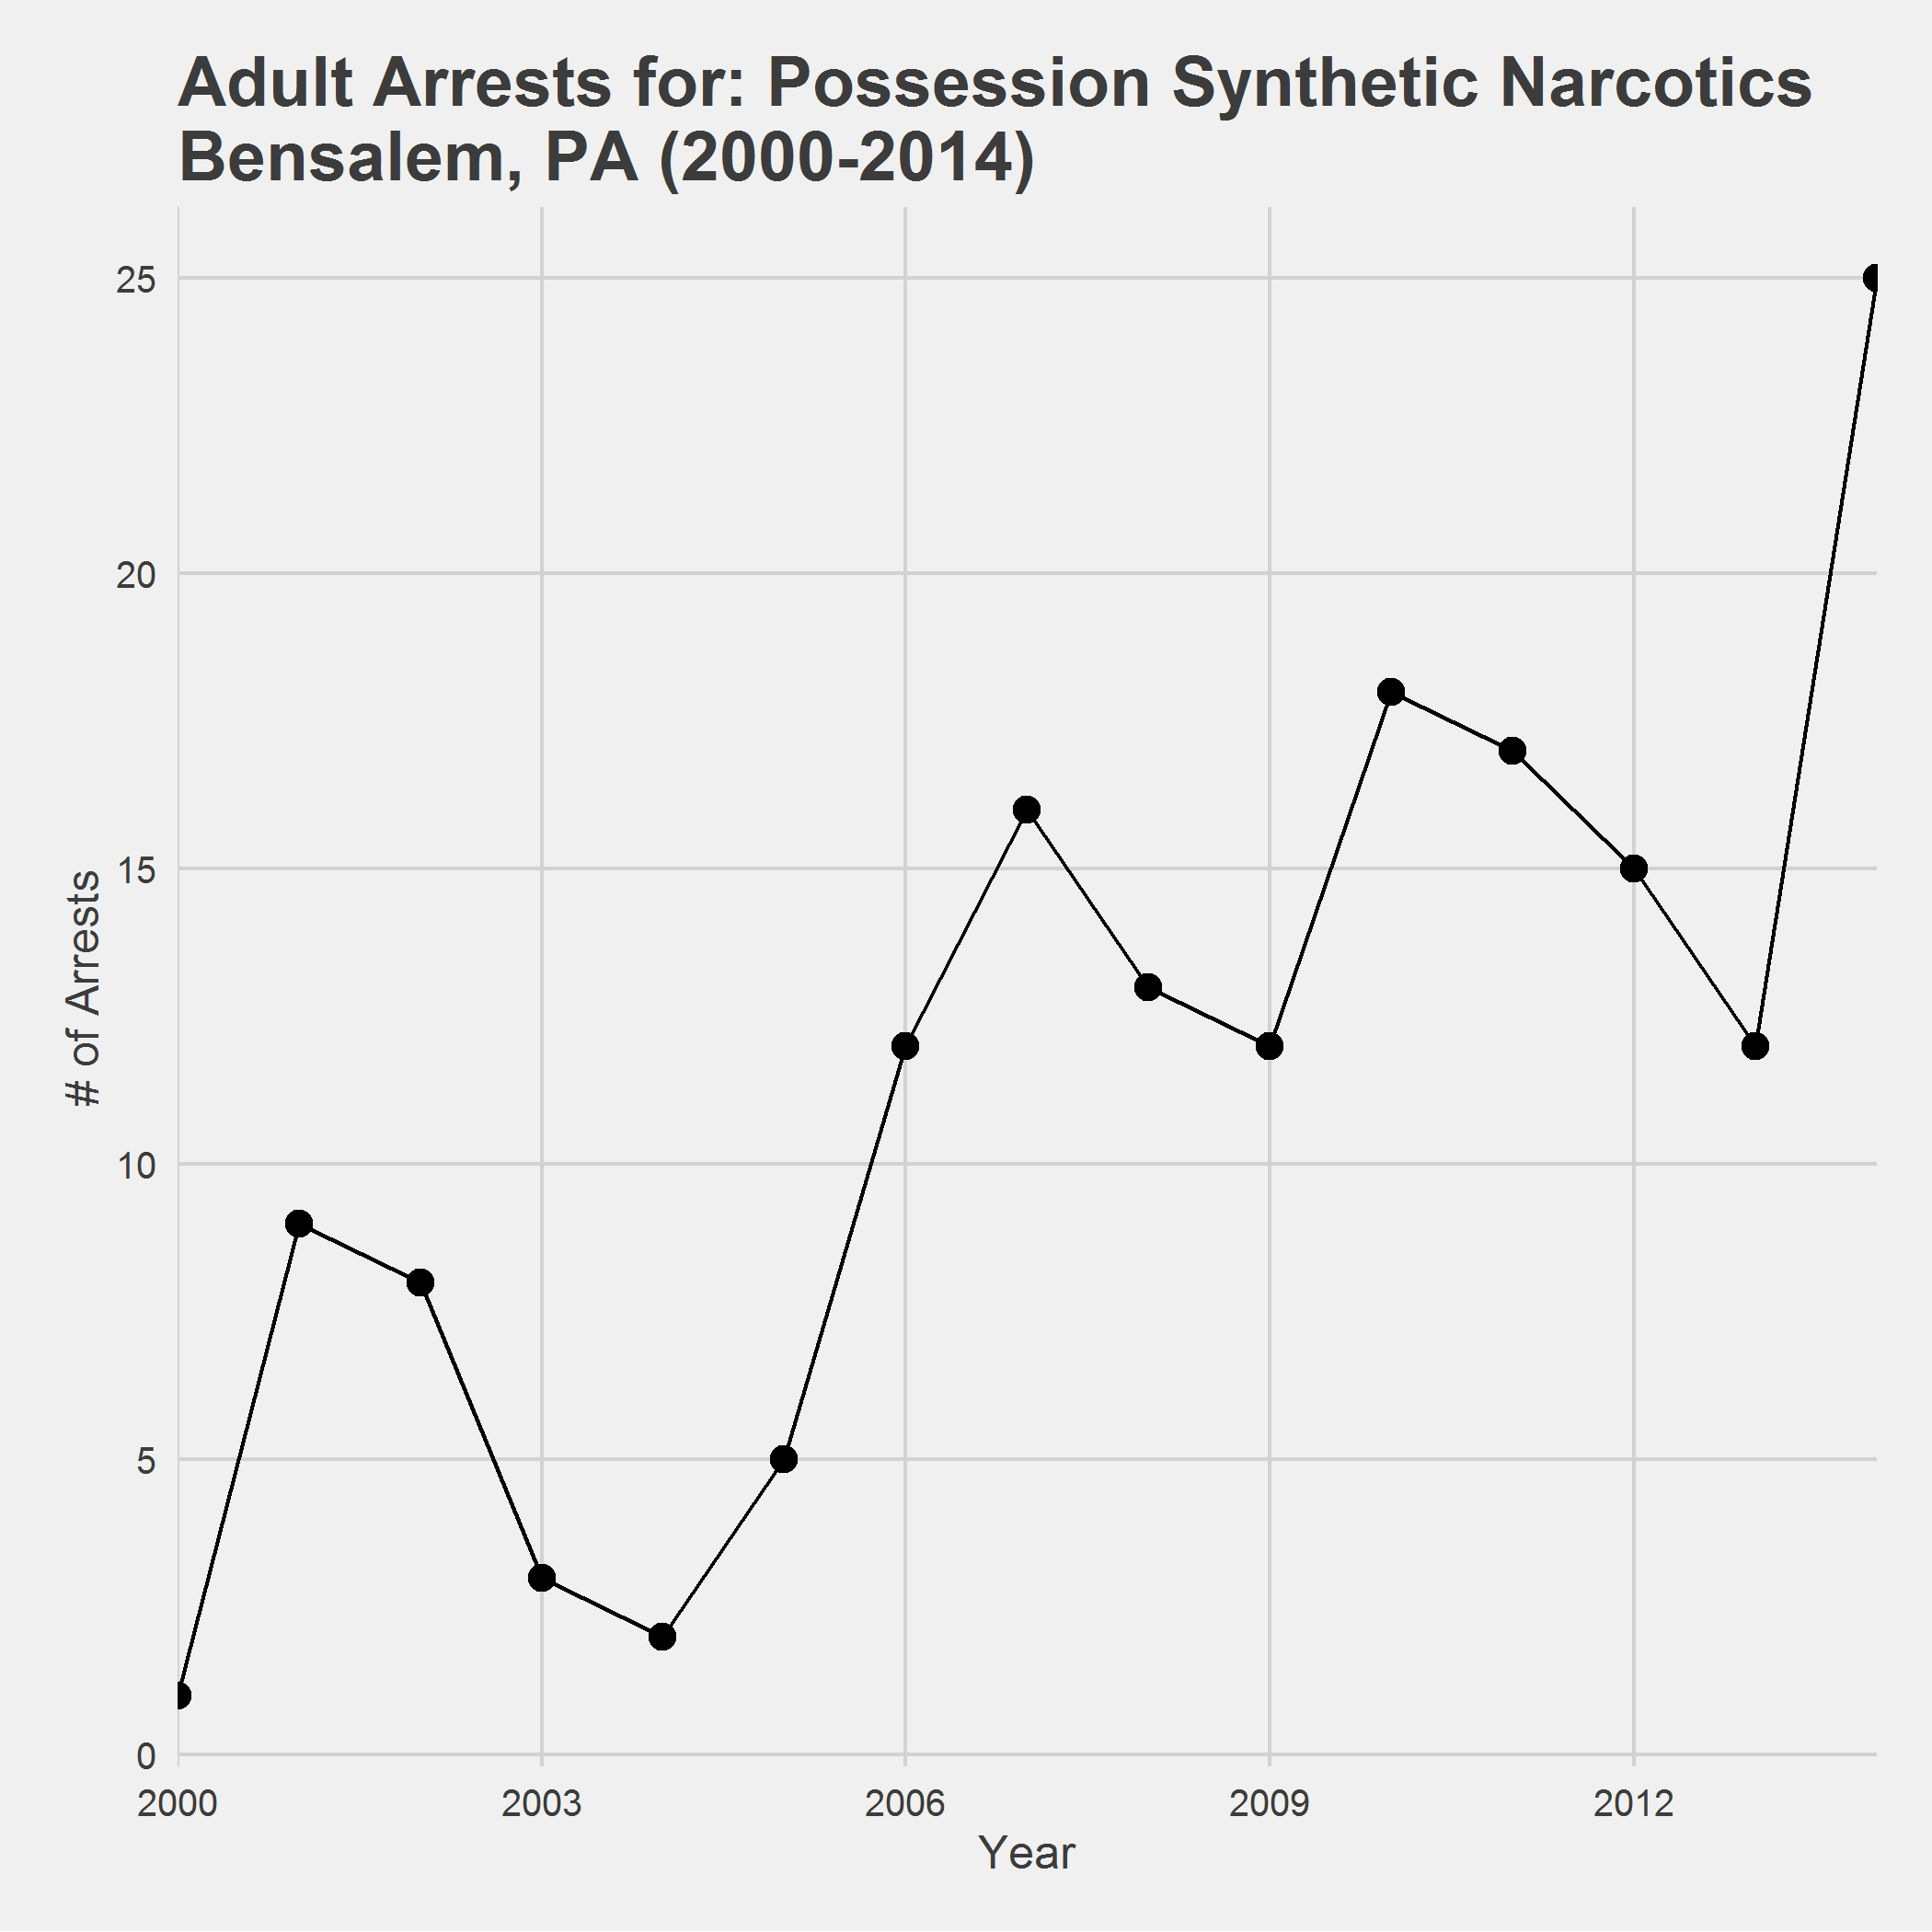 Adult Arrests for: Possession Synthetic Narcotics
Bensalem, PA (2000-2014)
25
20
15
10
5
0
# of Arrests
2000 2003 2006 2009 2012
Year